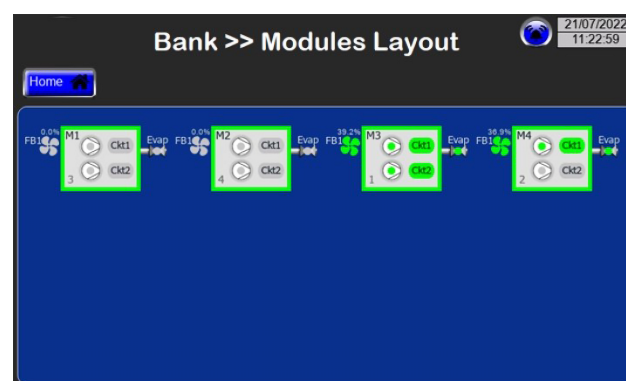 Bank >> Modules Layout
21/07/2022
11:22:59
Home
0.0%
FB1
M1
Ckt1
Ckt2
3
Evap
0.0%
FB1
M2
Ckt1
Ckt2
4
Evap
39.2%
FB1
M3
Ckt1
Ckt2
1
Evap
36.9%
FB1
M4
Ckt1
Ckt2
2
Evap